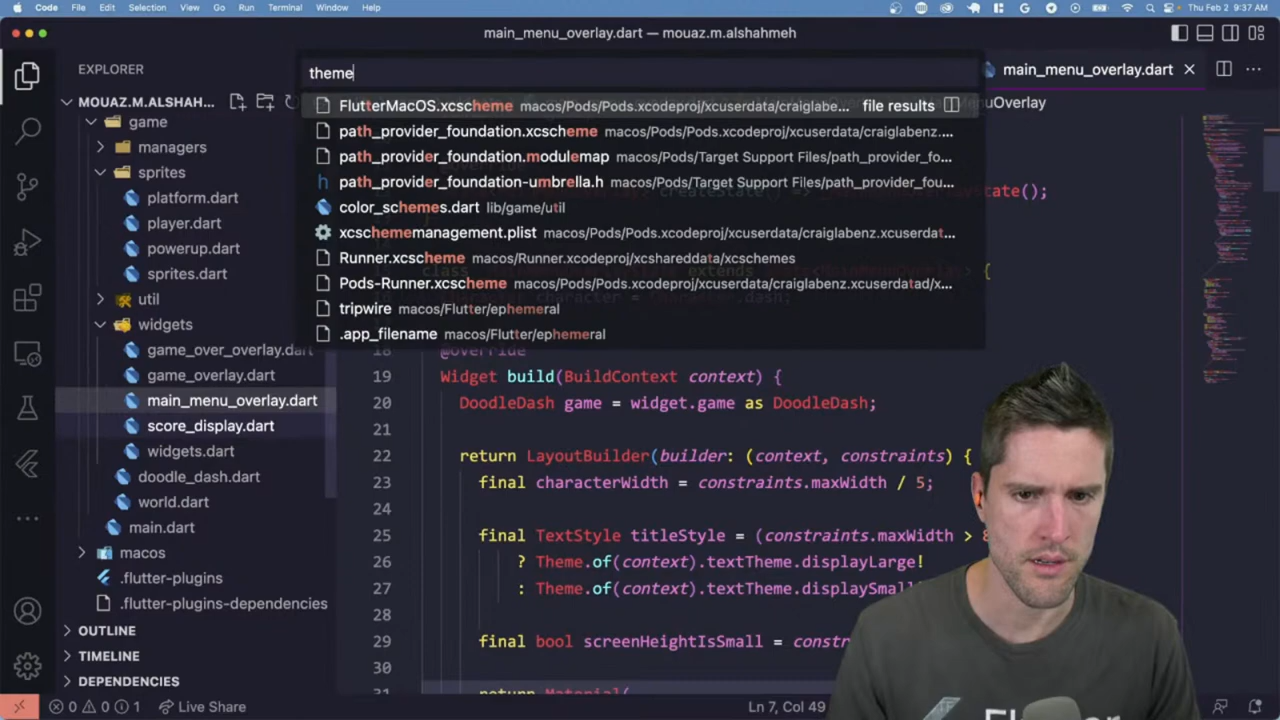 Code File Edit Selection View Go Run Terminal Window Help Thu Feb 2 9:37 AM
main_menu_overlay.dart — mouaz.m.alshahmeh
EXPLORER
theme
main_menu_overlay.dart
MOUAZ.M.ALSHAH...
FlutterMacOS.xcscheme macos/Pods/Pods.xcodeproj/xcuserdata/craiglabe... file results
game
path_provider_foundation.xcscheme macos/Pods/Pods.xcodeproj/xcuserdata/craiglabenz....
managers
path_provider_foundation.modulemap macos/Pods/Target Support Files/path_provider_fo...
sprites
path_provider_foundation-umbrella.h macos/Pods/Target Support Files/path_provider_fou...
platform.dart
color_schemes.dart lib/game/util
player.dart
xcschememanagement.plist macos/Pods/Pods.xcodeproj/xcuserdata/craiglabenz.xcuserdat...
powerup.dart
Runner.xcscheme macos/Runner.xcodeproj/xcshareddata/xcschemes
sprites.dart
Pods-Runner.xcscheme macos/Pods/Pods.xcodeproj/xcuserdata/craiglabenz.xcuserdatad/x...
util
tripwire macos/Flutter/ephemeral
widgets
.app_filename macos/Flutter/ephemeral
game_over_overlay.dart
game_overlay.dart
main_menu_overlay.dart
score_display.dart
widgets.dart
doodle_dash.dart
world.dart
main.dart
macos
.flutter-plugins
.flutter-plugins-dependencies
OUTLINE
TIMELINE
DEPENDENCIES
18 @override
19 Widget build(BuildContext context) {
20 DoodleDash game = widget.game as DoodleDash;
21
22 return LayoutBuilder(builder: (context, constraints) {
23 final characterWidth = constraints.maxWidth / 5;
24
25 final TextStyle titleStyle = (constraints.maxWidth >
26 ? Theme.of(context).textTheme.displayLarge!
27 : Theme.of(context).textTheme.displaySmall
28
29 final bool screenHeightIsSmall = constr
30
31 return Material(
0 0 1 Live Share Ln 7, Col 49